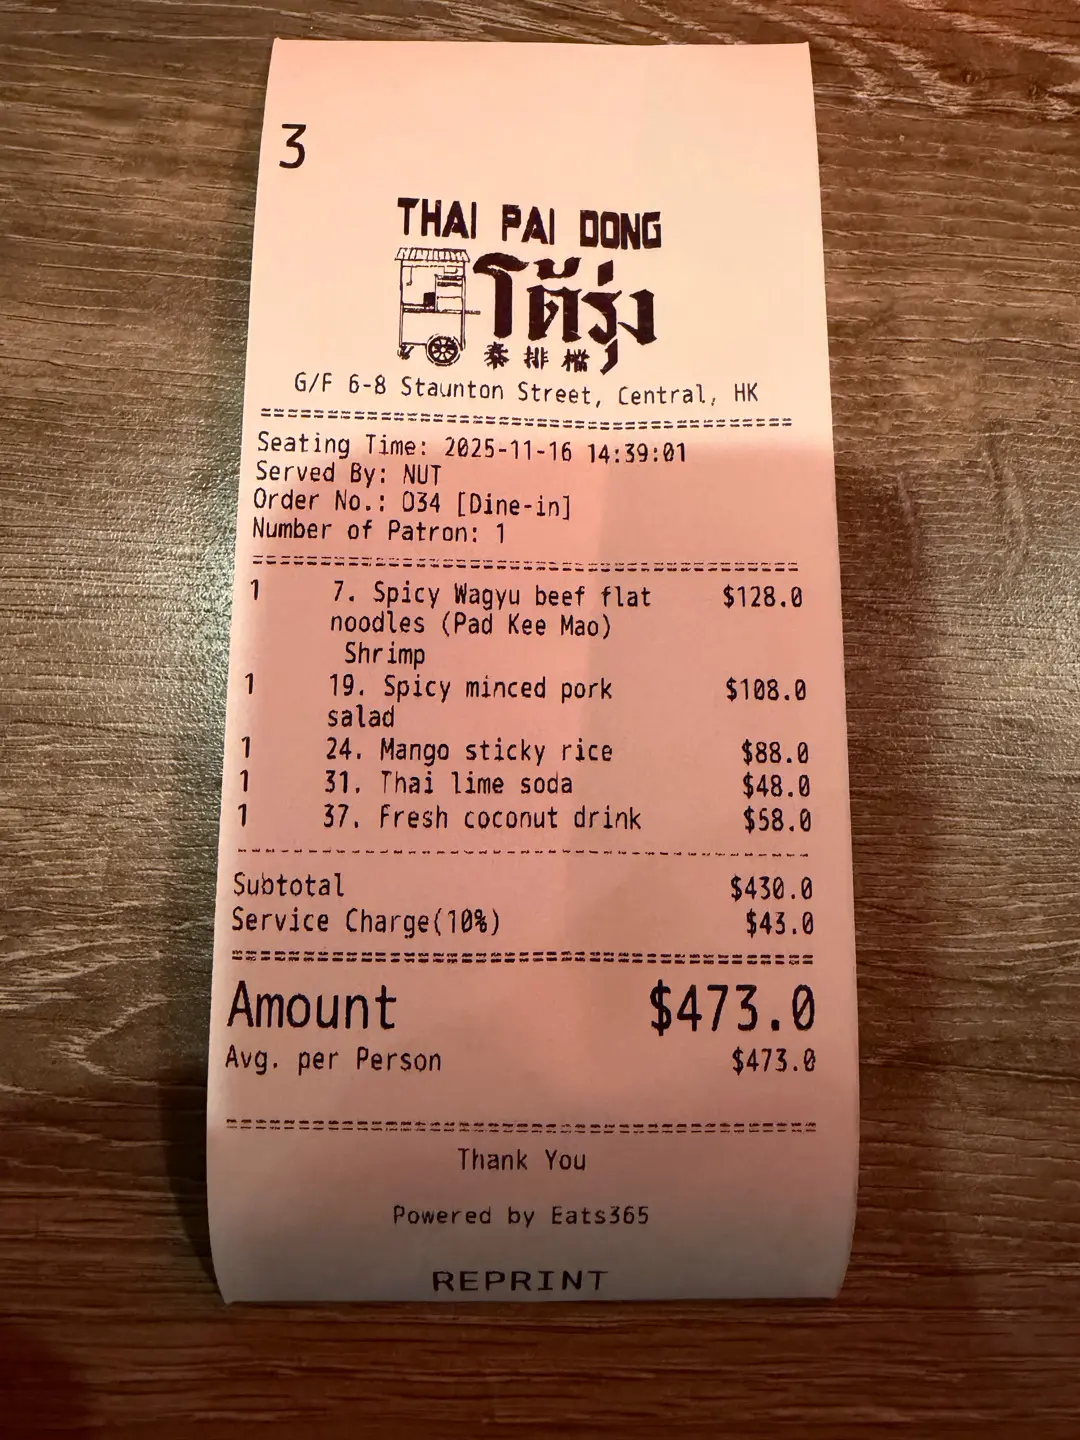 3
THAI PAI DONG
โต้รุ่ง
泰排檔
G/F 6-8 Staunton Street, Central, HK
Seating Time: 2025-11-16 14:39:01
Served By: NUT
Order No.: 034 [Dine-in]
Number of Patron: 1
1 7. Spicy Wagyu beef flat $128.0
noodles (Pad Kee Mao)
Shrimp
1 19. Spicy minced pork $108.0
salad
1 24. Mango sticky rice $88.0
1 31. Thai lime soda $48.0
1 37. Fresh coconut drink $58.0
Subtotal $430.0
Service Charge(10%) $43.0
Amount $473.0
Avg. per Person $473.0
Thank You
Powered by Eats365
REPRINT